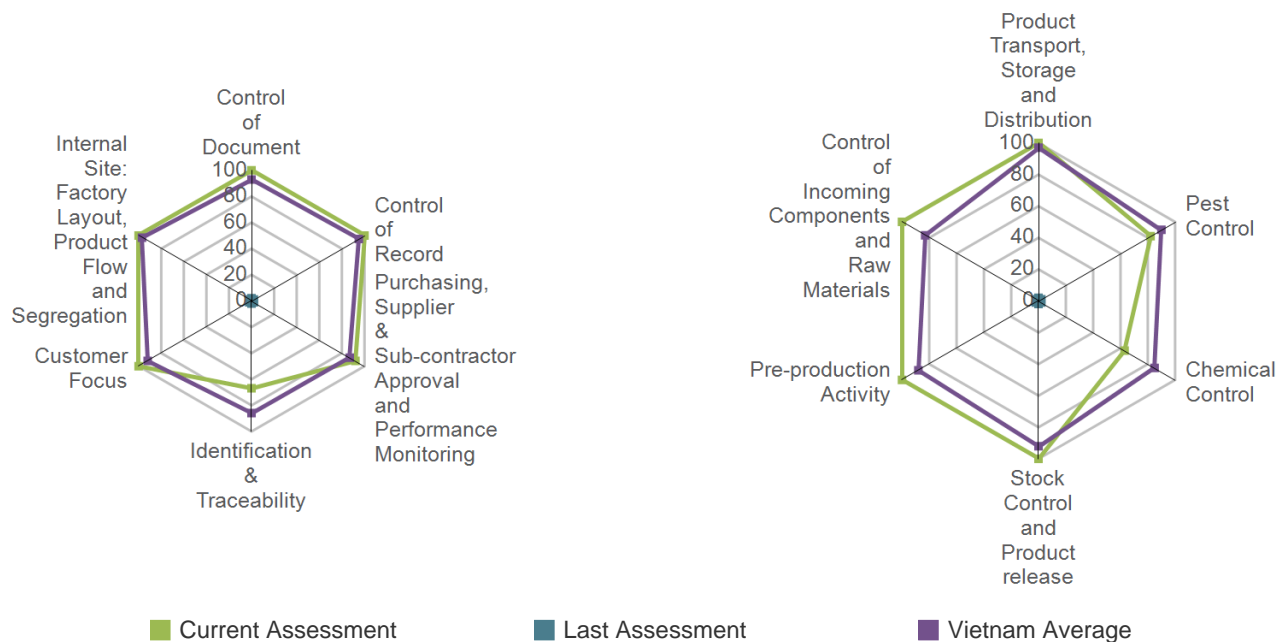 Control
of
Document
100
80
60
40
20
0
Control
of
Record
Purchasing,
Supplier
&
Sub-contractor
Approval
and
Performance
Monitoring
Identification
&
Traceability
Customer
Focus
Internal
Site:
Factory
Layout,
Product
Flow
and
Segregation
Product
Transport,
Storage
and
Distribution
100
80
60
40
20
0
Pest
Control
Chemical
Control
Stock
Control
and
Product
release
Pre-production
Activity
Control
of
Incoming
Components
and
Raw
Materials
Current Assessment
Last Assessment
Vietnam Average